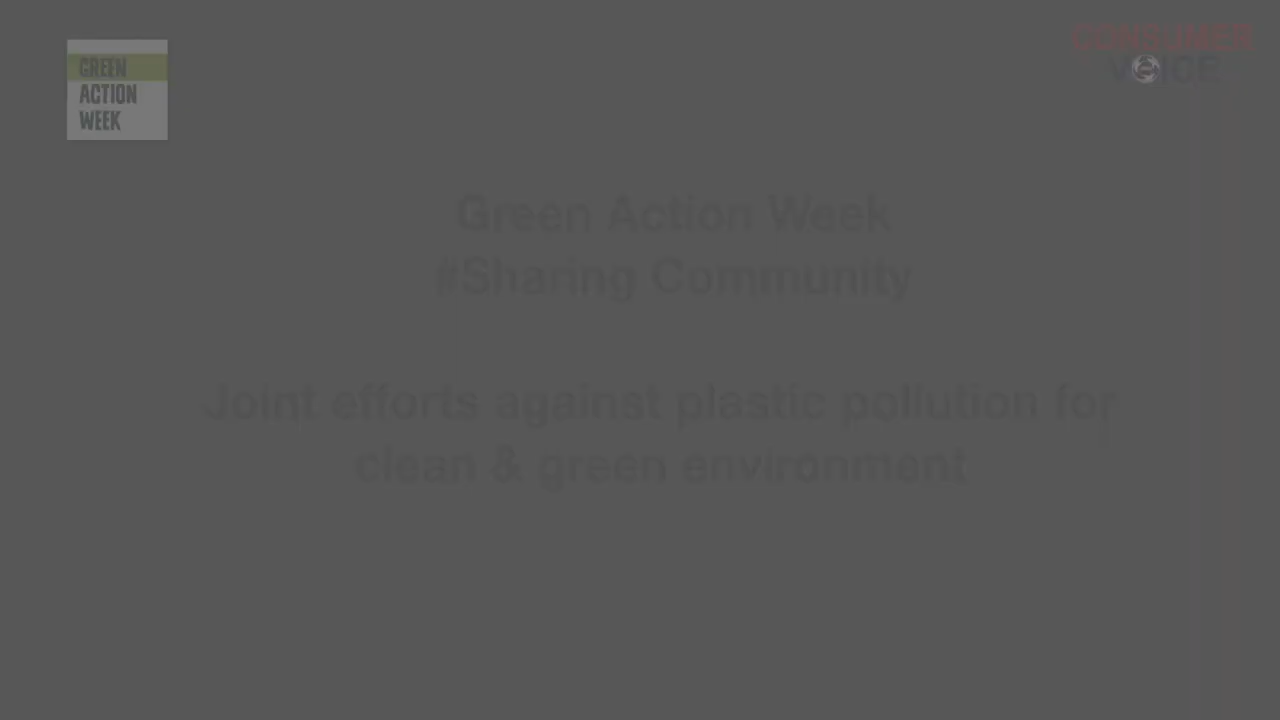 GREEN
ACTION
WEEK
CONSUMER
VOICE
Green Action Week
#Sharing Community
Joint efforts against plastic pollution for
clean & green environment